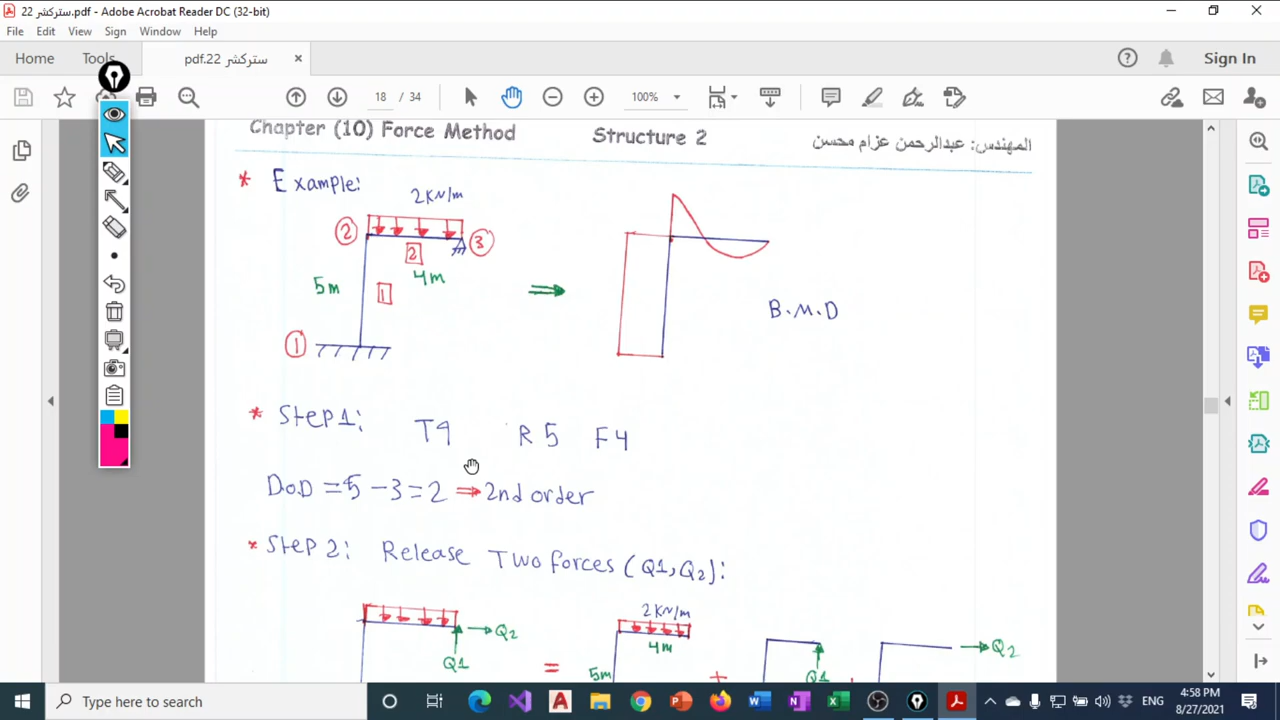 22 ستركشر.pdf - Adobe Acrobat Reader DC (32-bit)
File Edit View Sign Window Help
Home Tools 22 ستركشر.pdf Sign In
18 / 34 100%
Chapter (10) Force Method Structure 2 المهندس: عبدالرحمن عزام محسن
* Example:
2KN/m
2 3
2
5m 4m
1
B.M.D
1
* Step1: T9 R5 F4
D.o.D = 5 - 3 = 2 ⇒ 2nd order
* Step 2: Release Two forces (Q1,Q2):
2KN/m
Q2 4m Q2
Q1 = 5m + Q1
Type here to search
ENG
4:58 PM
8/27/2021